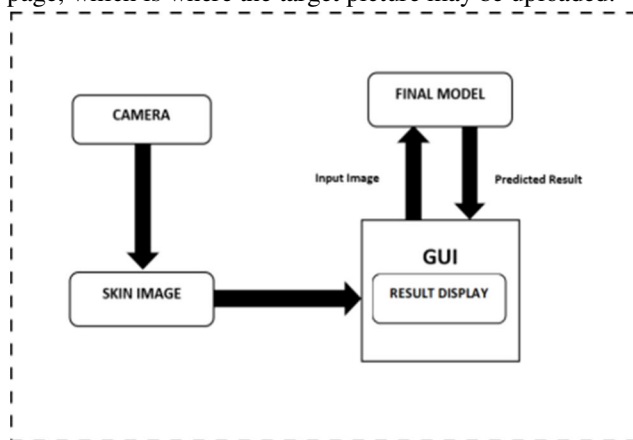 page, which is where the target picture may be uploaded.
FINAL MODEL
CAMERA
Input Image
Predicted Result
GUI
SKIN IMAGE
RESULT DISPLAY